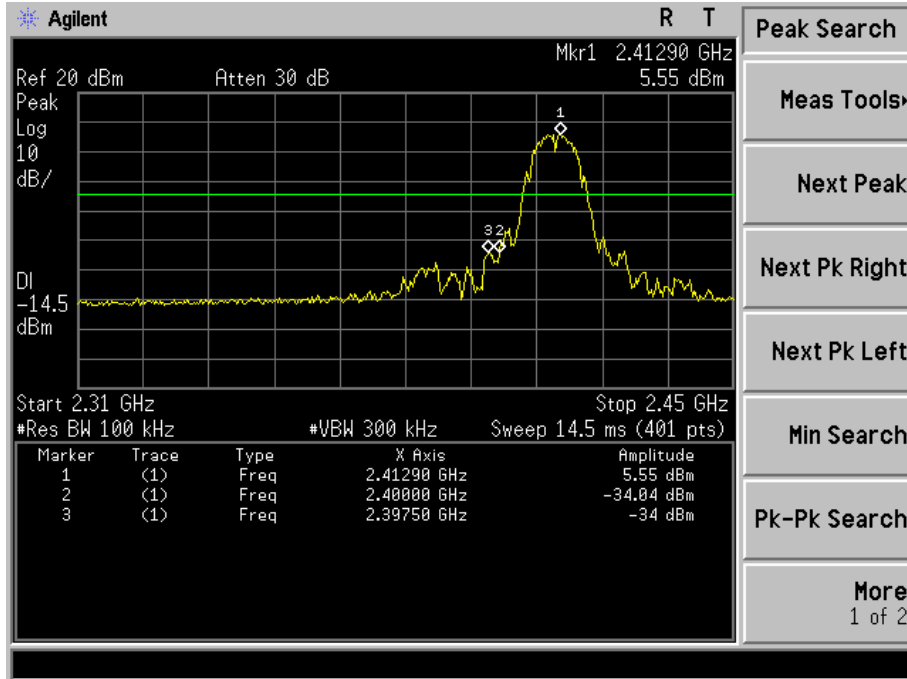 Agilent R T
Mkr1 2.41290 GHz
Ref 20 dBm Atten 30 dB 5.55 dBm
Peak
Log
10
dB/
1
3 2
DI
-14.5
dBm
Start 2.31 GHz Stop 2.45 GHz
#Res BW 100 kHz #VBW 300 kHz Sweep 14.5 ms (401 pts)
Marker Trace Type X Axis Amplitude
1 (1) Freq 2.41290 GHz 5.55 dBm
2 (1) Freq 2.40000 GHz -34.04 dBm
3 (1) Freq 2.39750 GHz -34 dBm
Peak Search
Meas Tools
Next Peak
Next Pk Right
Next Pk Left
Min Search
Pk-Pk Search
More
1 of 2